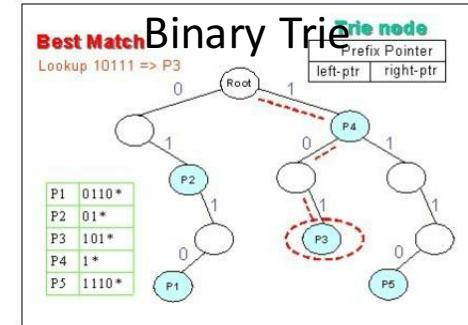 Binary Trie
Best Match
Trie node
Lookup 10111 => P3
Prefix Pointer
left-ptr right-ptr
Root
0 1
P4
1 0 1
P2
1 1 1
P3
0 0
P1 P5
P1 0110*
P2 01*
P3 101*
P4 1*
P5 1110*